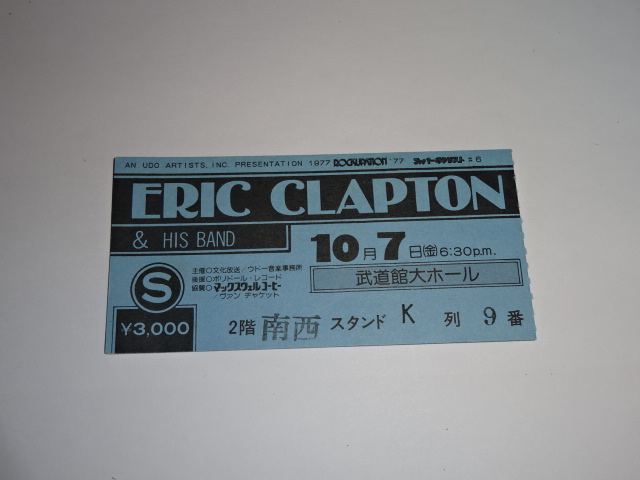 AN UDO ARTISTS, INC. PRESENTATION 1977 ROCKUPATION '77 #6
ERIC CLAPTON
& HIS BAND
10月7日(金)6:30p.m.
武道館大ホール
S
¥3,000
主催○文化放送/ウドー音楽事務所
後援○ポリドール・レコード
協賛○マックスウェルコーヒー
/ヴァン ヂャケット
2階 南西 スタンド K 列 9 番